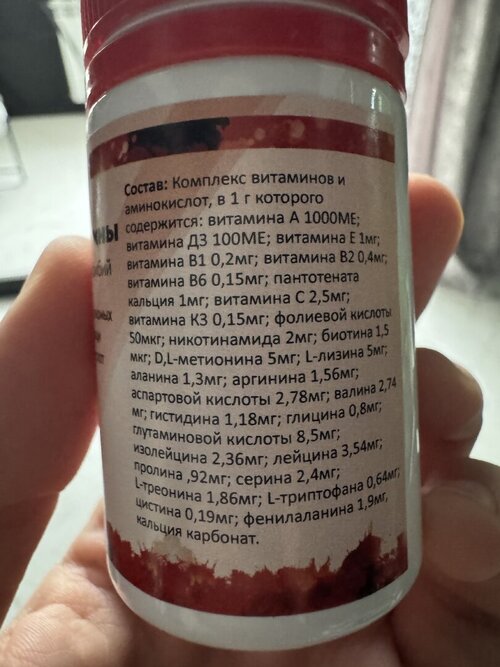 Состав: Комплекс витаминов и
аминокислот, в 1 г которого
содержится: витамина А 1000МЕ;
витамина Д3 100МЕ; витамина Е 1мг;
витамина В1 0,2мг; витамина В2 0,4мг;
витамина В6 0,15мг; пантотената
кальция 1мг; витамина С 2,5мг;
витамина К3 0,15мг; фолиевой кислоты
50мкг; никотинамида 2мг; биотина 1,5
мкг; D,L-метионина 5мг; L-лизина 5мг;
аланина 1,3мг; аргинина 1,56мг;
аспартовой кислоты 2,78мг; валина 2,74
мг; гистидина 1,18мг; глицина 0,8мг;
глутаминовой кислоты 8,5мг;
изолейцина 2,36мг; лейцина 3,54мг;
пролина ,92мг; серина 2,4мг;
L-треонина 1,86мг; L-триптофана 0,64мг;
цистина 0,19мг; фенилаланина 1,9мг,
кальция карбонат.